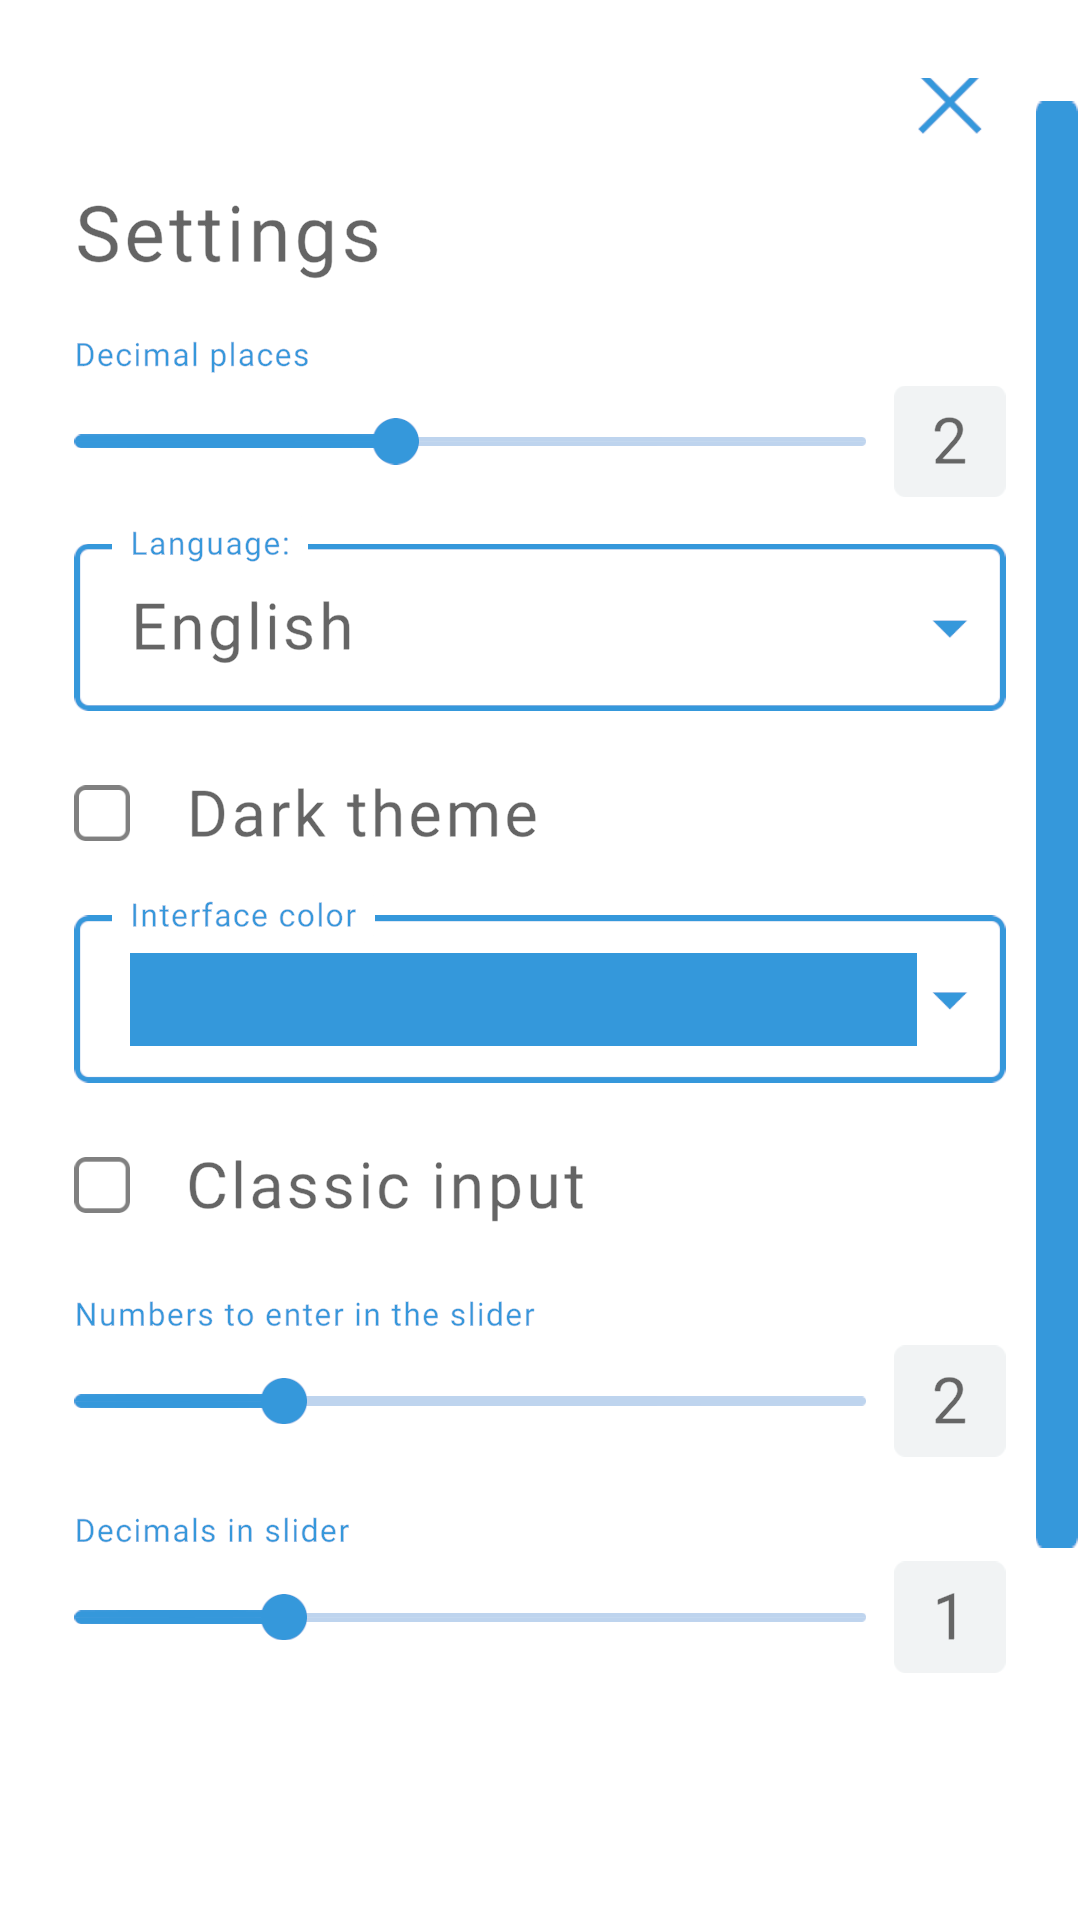 Settings
Decimal places
2
Language:
English
Dark theme
Interface color
Classic input
Numbers to enter in the slider
2
Decimals in slider
1